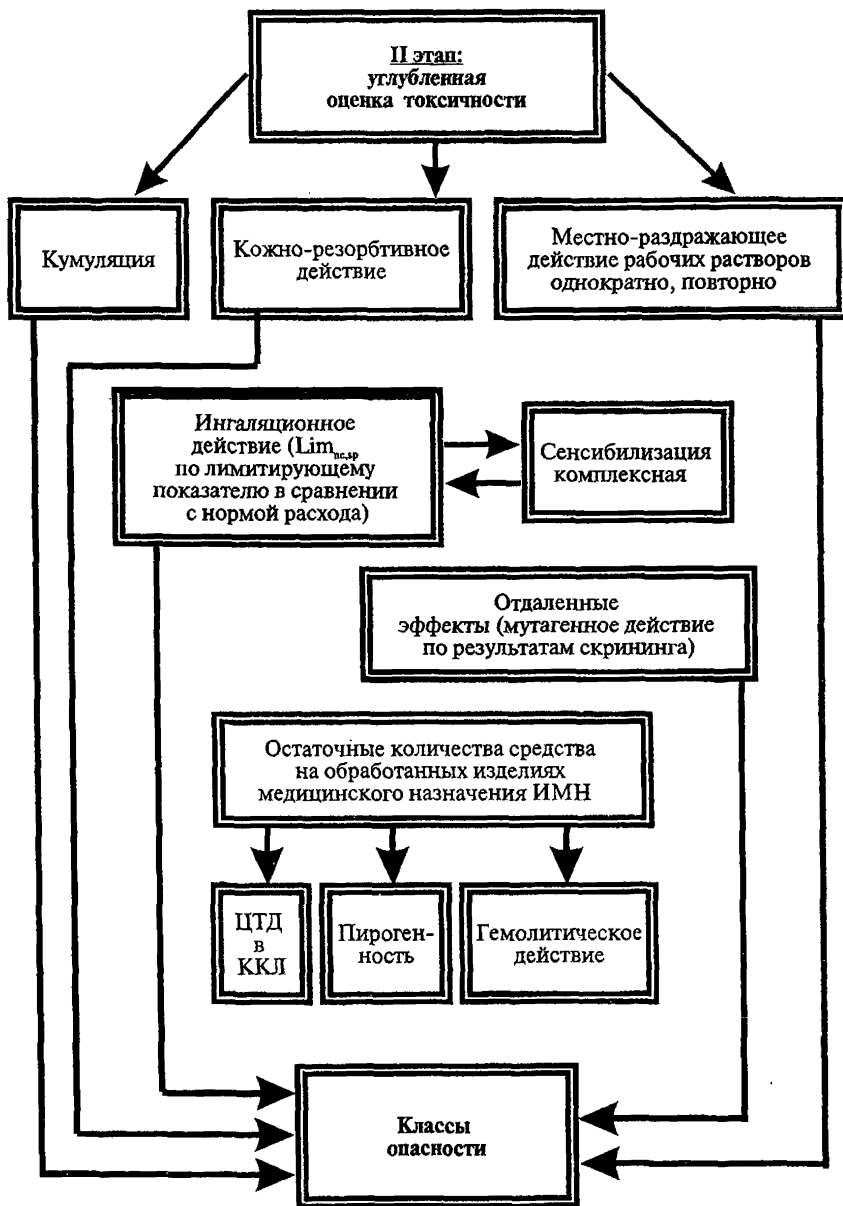 II этап:
углубленная
оценка токсичности
Кумуляция
Кожно-резорбтивное
действие
Местно-раздражающее
действие рабочих растворов
однократно, повторно
Ингаляционное
действие (Lim ac,sp
по лимитирующему
показателю в сравнении
с нормой расхода)
Сенсибилизация
комплексная
Отдаленные
эффекты (мутагенное действие
по результатам скрининга)
Остаточные количества средства
на обработанных изделиях
медицинского назначения ИМН
ЦТД
в
ККЛ
Пироген-
ность
Гемолитическое
действие
Классы
опасности